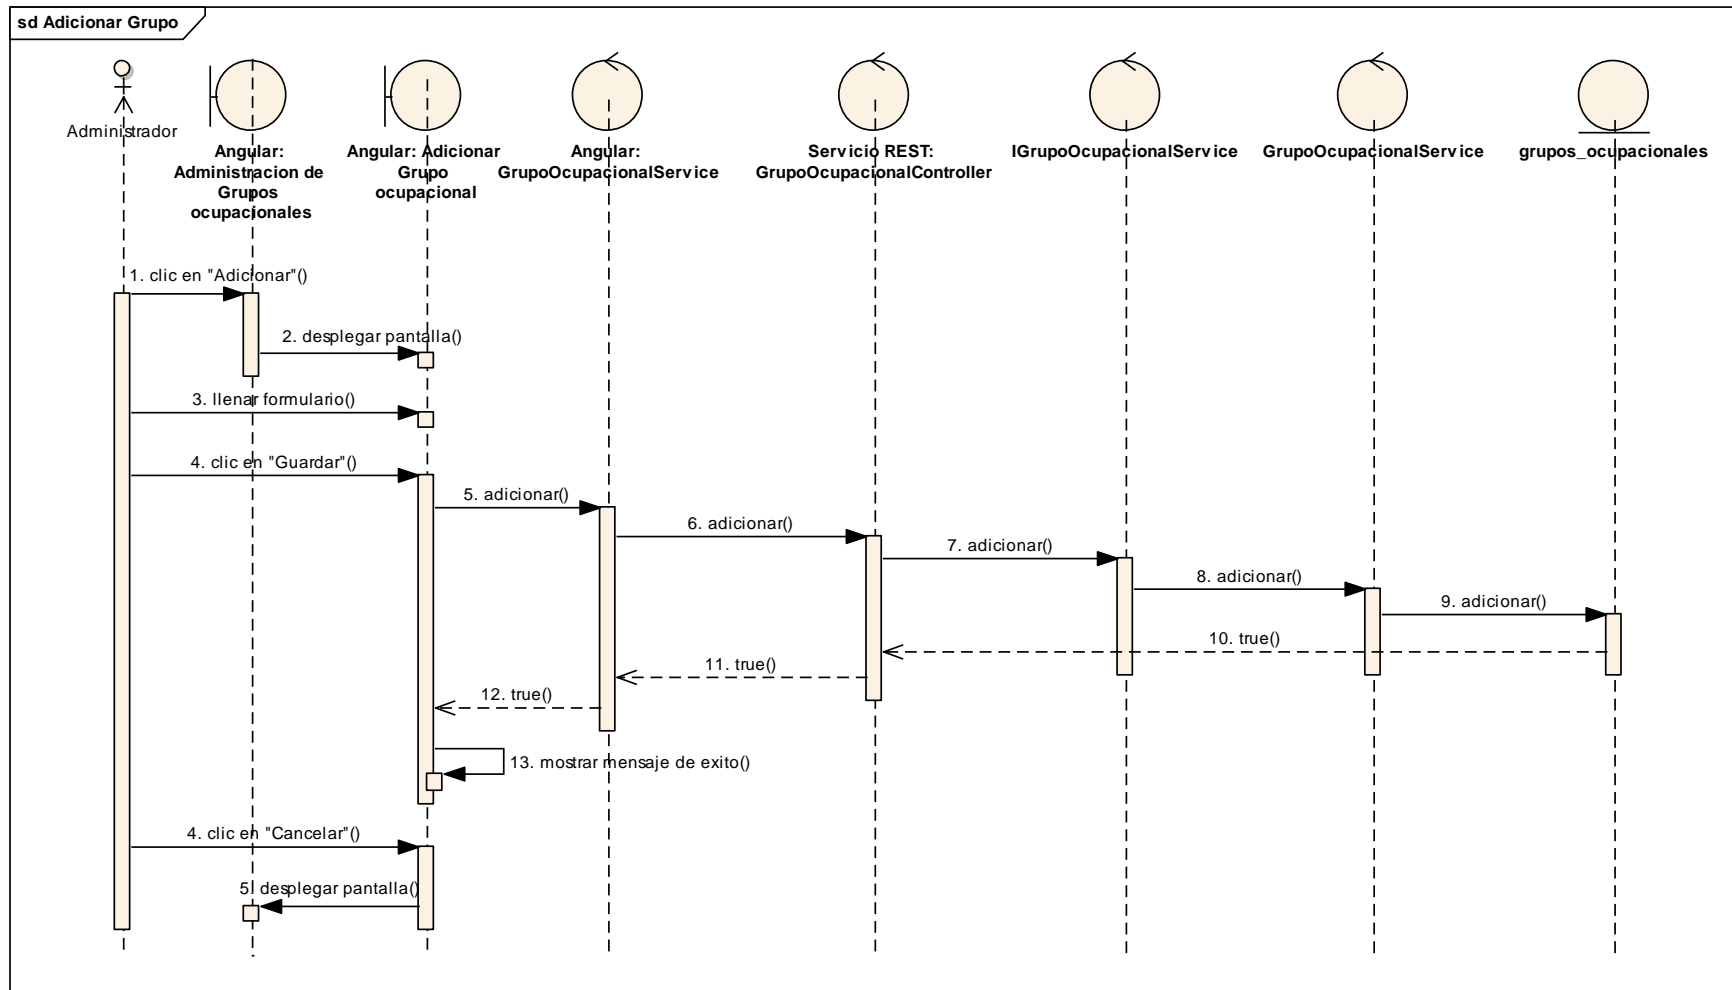 sd Adicionar Grupo
Administrador
Angular:
Administracion de
Grupos
ocupacionales
Angular: Adicionar
Grupo
ocupacional
Angular:
GrupoOcupacionalService
Servicio REST:
GrupoOcupacionalController
IGrupoOcupacionalService
GrupoOcupacionalService
grupos_ocupacionales
1. clic en "Adicionar"()
2. desplegar pantalla()
3. llenar formulario()
4. clic en "Guardar"()
5. adicionar()
6. adicionar()
7. adicionar()
8. adicionar()
9. adicionar()
10. true()
11. true()
12. true()
13. mostrar mensaje de exito()
4. clic en "Cancelar"()
5. desplegar pantalla()